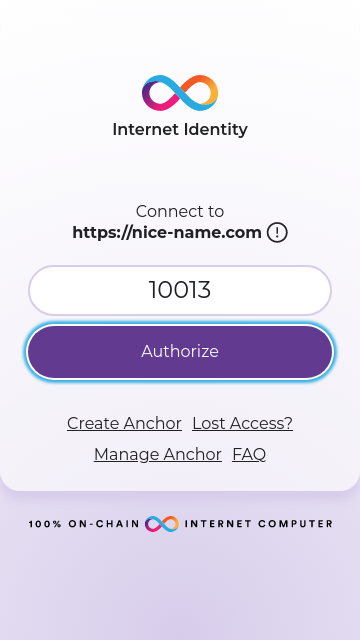 Internet Identity
Connect to
https://nice-name.com
10013
Authorize
Create Anchor Lost Access?
Manage Anchor FAQ
100% ON-CHAIN INTERNET COMPUTER